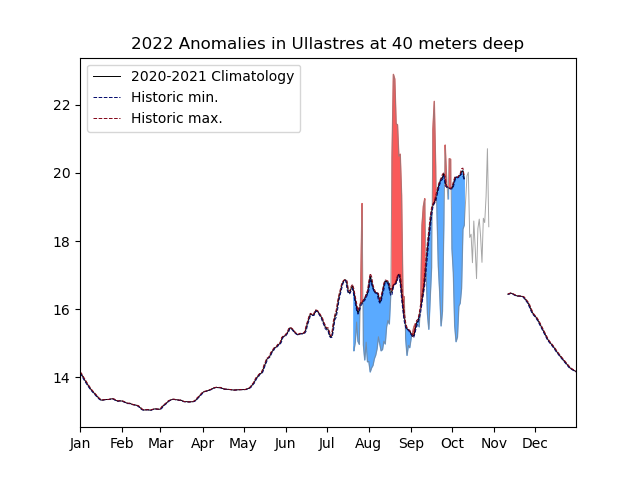 2022 Anomalies in Ullastres at 40 meters deep
2020-2021 Climatology
Historic min.
Historic max.
22
20
18
16
14
Jan Feb Mar Apr May Jun Jul Aug Sep Oct Nov Dec